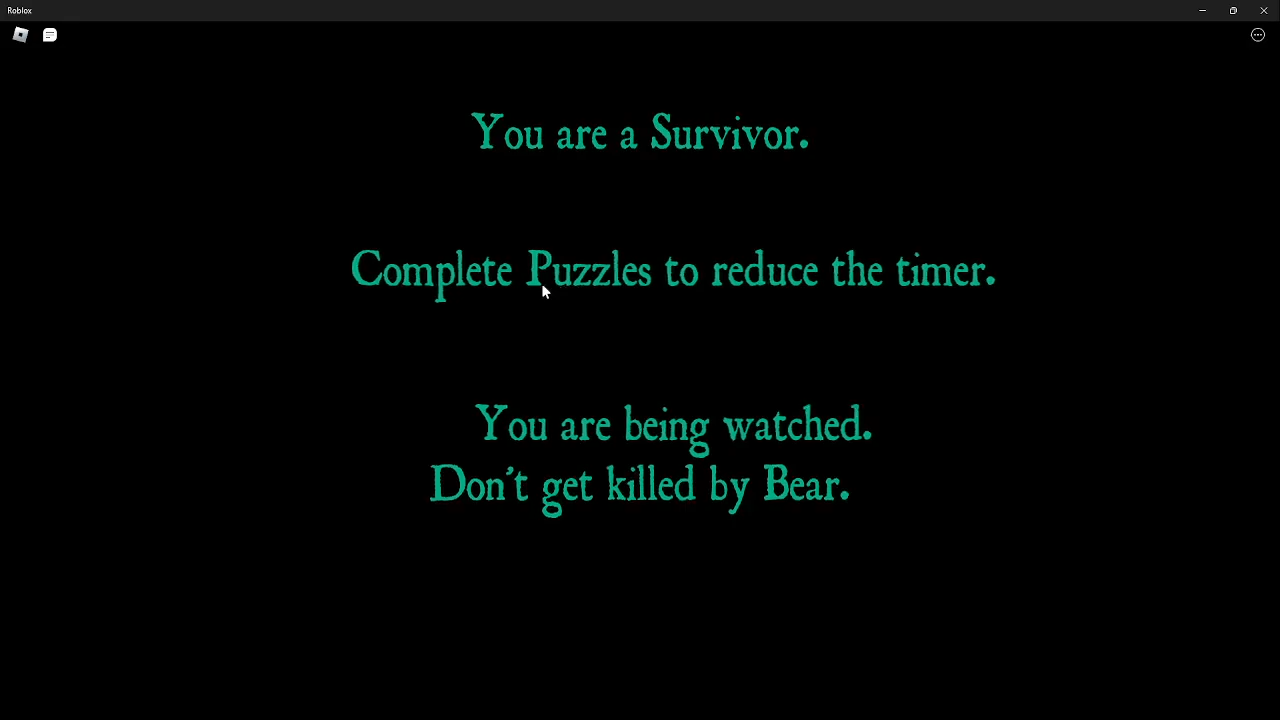 Roblox
You are a Survivor.
Complete Puzzles to reduce the timer.
You are being watched.
Don't get killed by Bear.